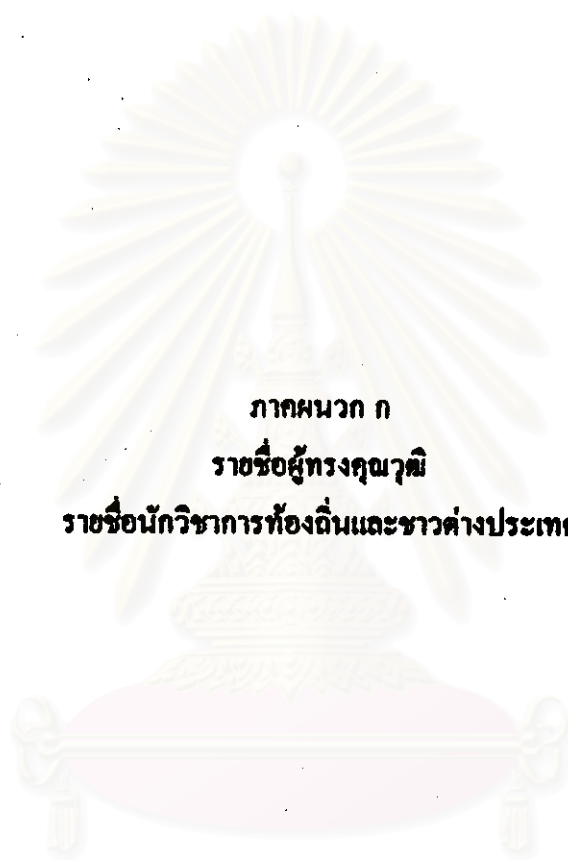 ภาคผนวก ก
รายชื่อผู้ทรงคุณวุฒิ
รายชื่อนักวิชาการท้องถิ่นและชาวต่างประเทศ